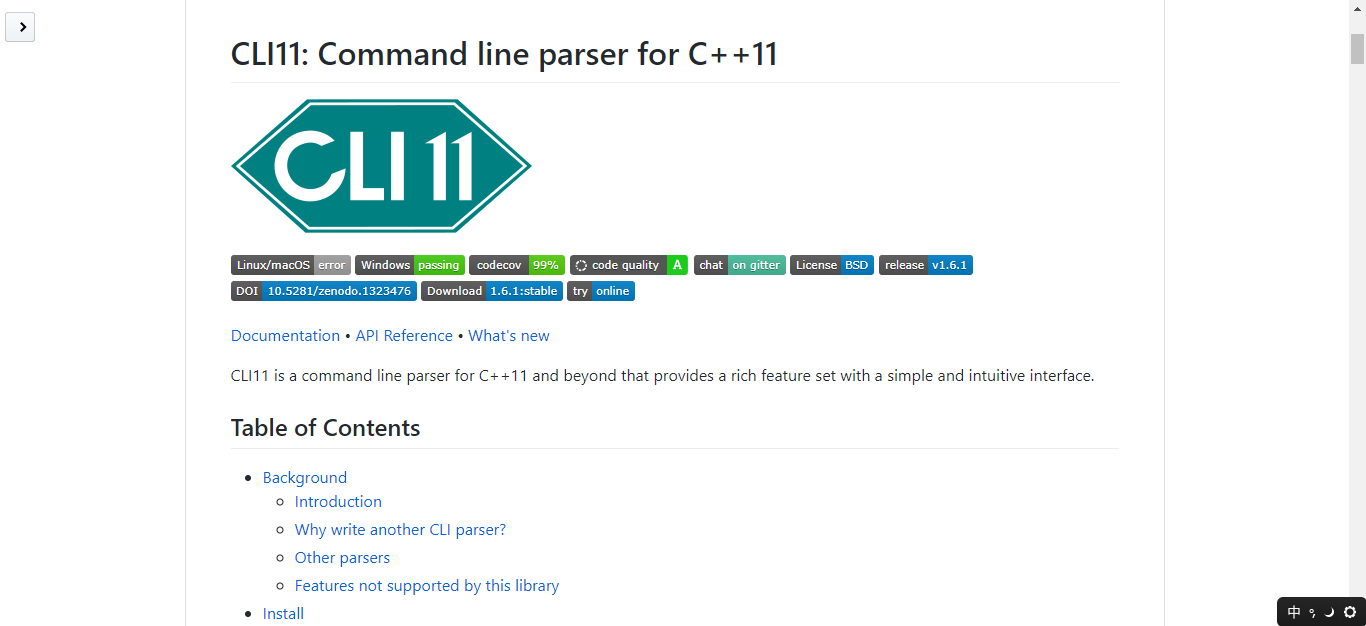 CLI11: Command line parser for C++11
CLI 11
Linux/macOS error Windows passing codecov 99% code quality A chat on gitter License BSD release v1.6.1
DOI 10.5281/zenodo.1323476 Download 1.6.1:stable try online
Documentation • API Reference • What's new
CLI11 is a command line parser for C++11 and beyond that provides a rich feature set with a simple and intuitive interface.
Table of Contents
Background
Introduction
Why write another CLI parser?
Other parsers
Features not supported by this library
Install
中